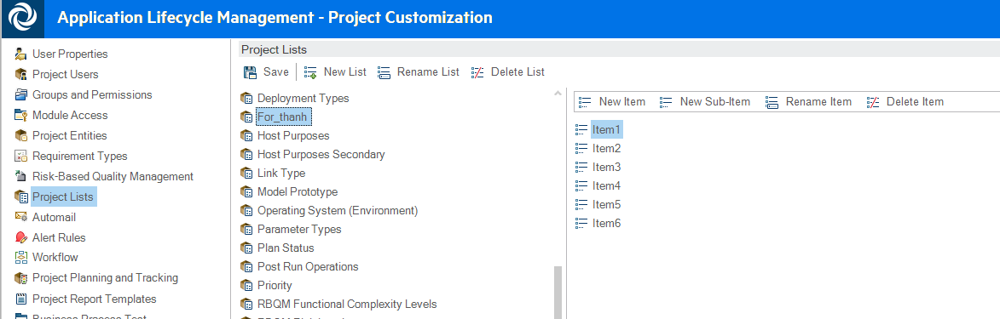 Application Lifecycle Management - Project Customization
User Properties
Project Users
Groups and Permissions
Module Access
Project Entities
Requirement Types
Risk-Based Quality Management
Project Lists
Automail
Alert Rules
Workflow
Project Planning and Tracking
Project Report Templates
Project Lists
Save New List Rename List Delete List
Deployment Types
For_thanh
Host Purposes
Host Purposes Secondary
Link Type
Model Prototype
Operating System (Environment)
Parameter Types
Plan Status
Post Run Operations
Priority
RBQM Functional Complexity Levels
New Item New Sub-Item Rename Item Delete Item
Item1
Item2
Item3
Item4
Item5
Item6